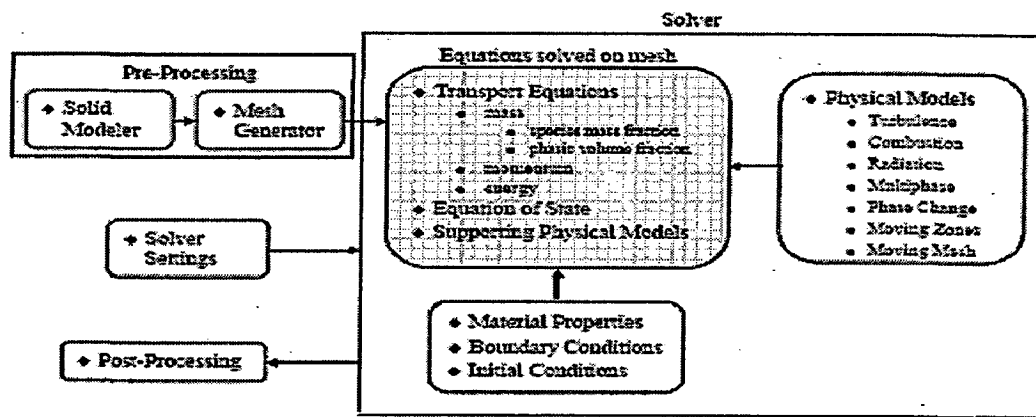 Solver
Pre-Processing
Solid
Modeler
Mesh
Generator
Equations solved on mesh
Transport Equations
mass
species mass fraction
phasic volume fraction
momentum
energy
Equation of State
Supporting Physical Models
Physical Models
Turbulence
Combustion
Radiation
Multiphase
Phase Change
Moving Zones
Moving Mesh
Solver
Settings
Material Properties
Boundary Conditions
Initial Conditions
Post-Processing